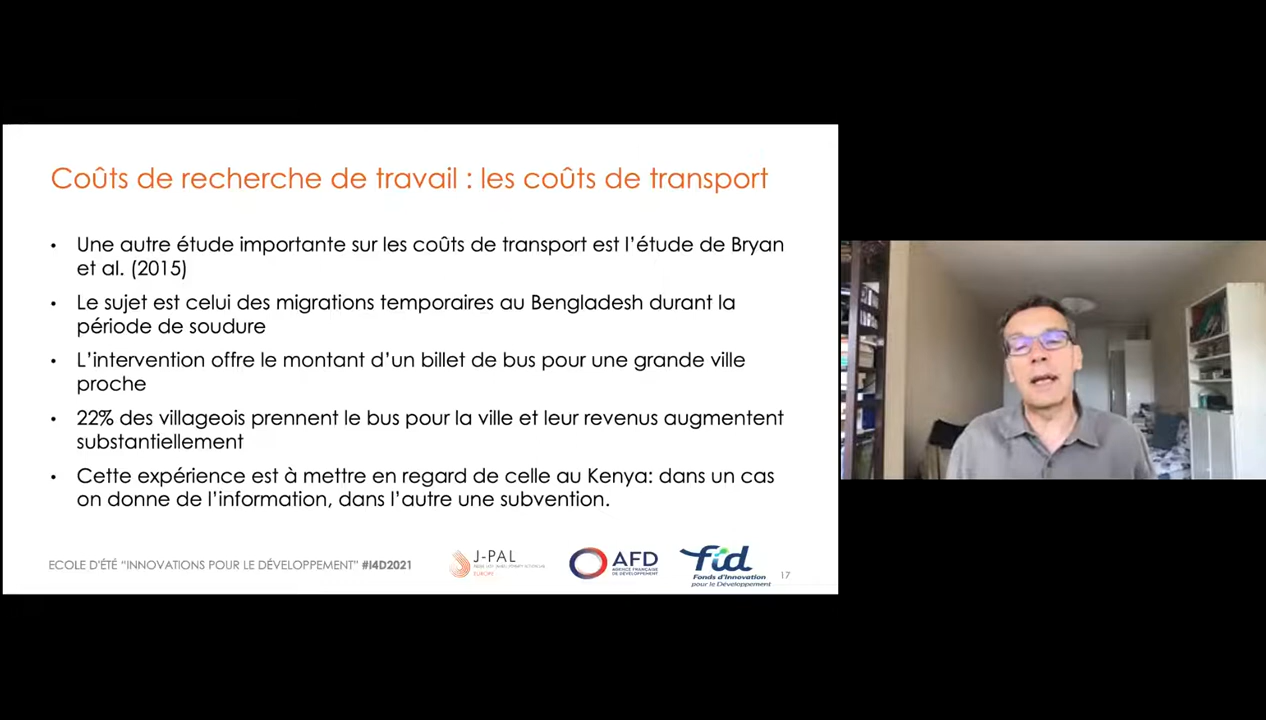 Coûts de recherche de travail : les coûts de transport
• Une autre étude importante sur les coûts de transport est l'étude de Bryan
et al. (2015)
• Le sujet est celui des migrations temporaires au Bengladesh durant la
période de soudure
• L'intervention offre le montant d'un billet de bus pour une grande ville
proche
• 22% des villageois prennent le bus pour la ville et leur revenus augmentent
substantiellement
• Cette expérience est à mettre en regard de celle au Kenya: dans un cas
on donne de l'information, dans l'autre une subvention.
ECOLE D'ÉTÉ "INNOVATIONS POUR LE DÉVELOPPEMENT" #I4D2021
J-PAL
EUROPE
AFD
AGENCE FRANÇAISE
DE DÉVELOPPEMENT
fid
Fonds d'Innovation
pour le Développement
17